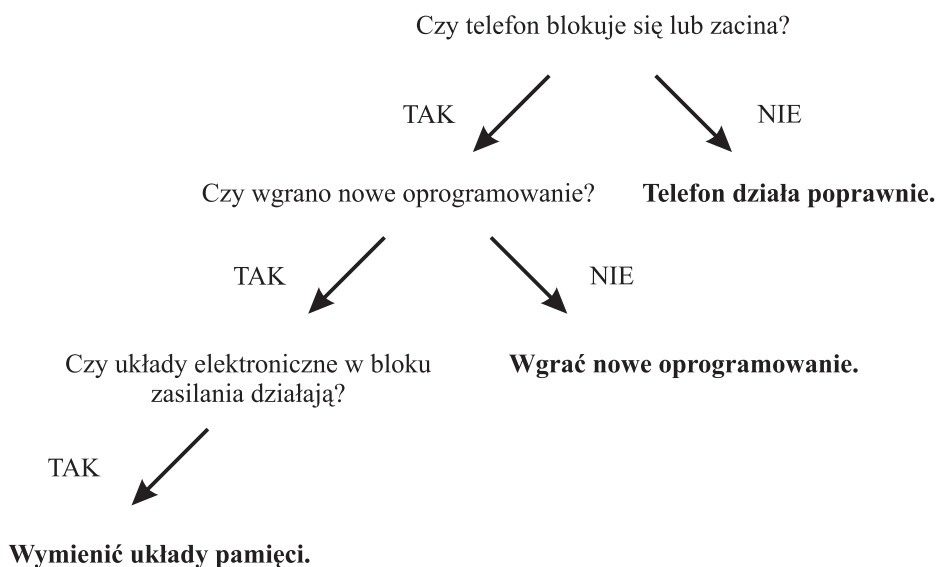 Czy telefon blokuje się lub zacina?
TAK
NIE
Czy wgrano nowe oprogramowanie?
Telefon działa poprawnie.
TAK
NIE
Czy układy elektroniczne w bloku
zasilania działają?
Wgrać nowe oprogramowanie.
TAK
Wymienić układy pamięci.